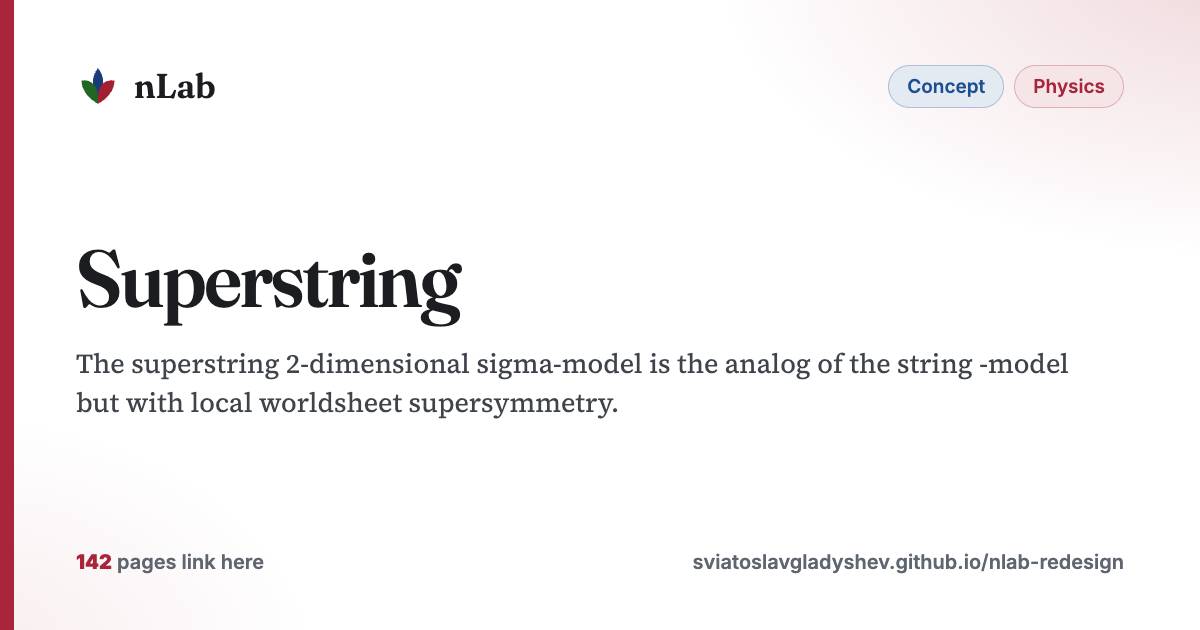 nLab
Concept
Physics
Superstring
The superstring 2-dimensional sigma-model is the analog of the string -model
but with local worldsheet supersymmetry.
142 pages link here
sviatoslavgladyshev.github.io/nlab-redesign